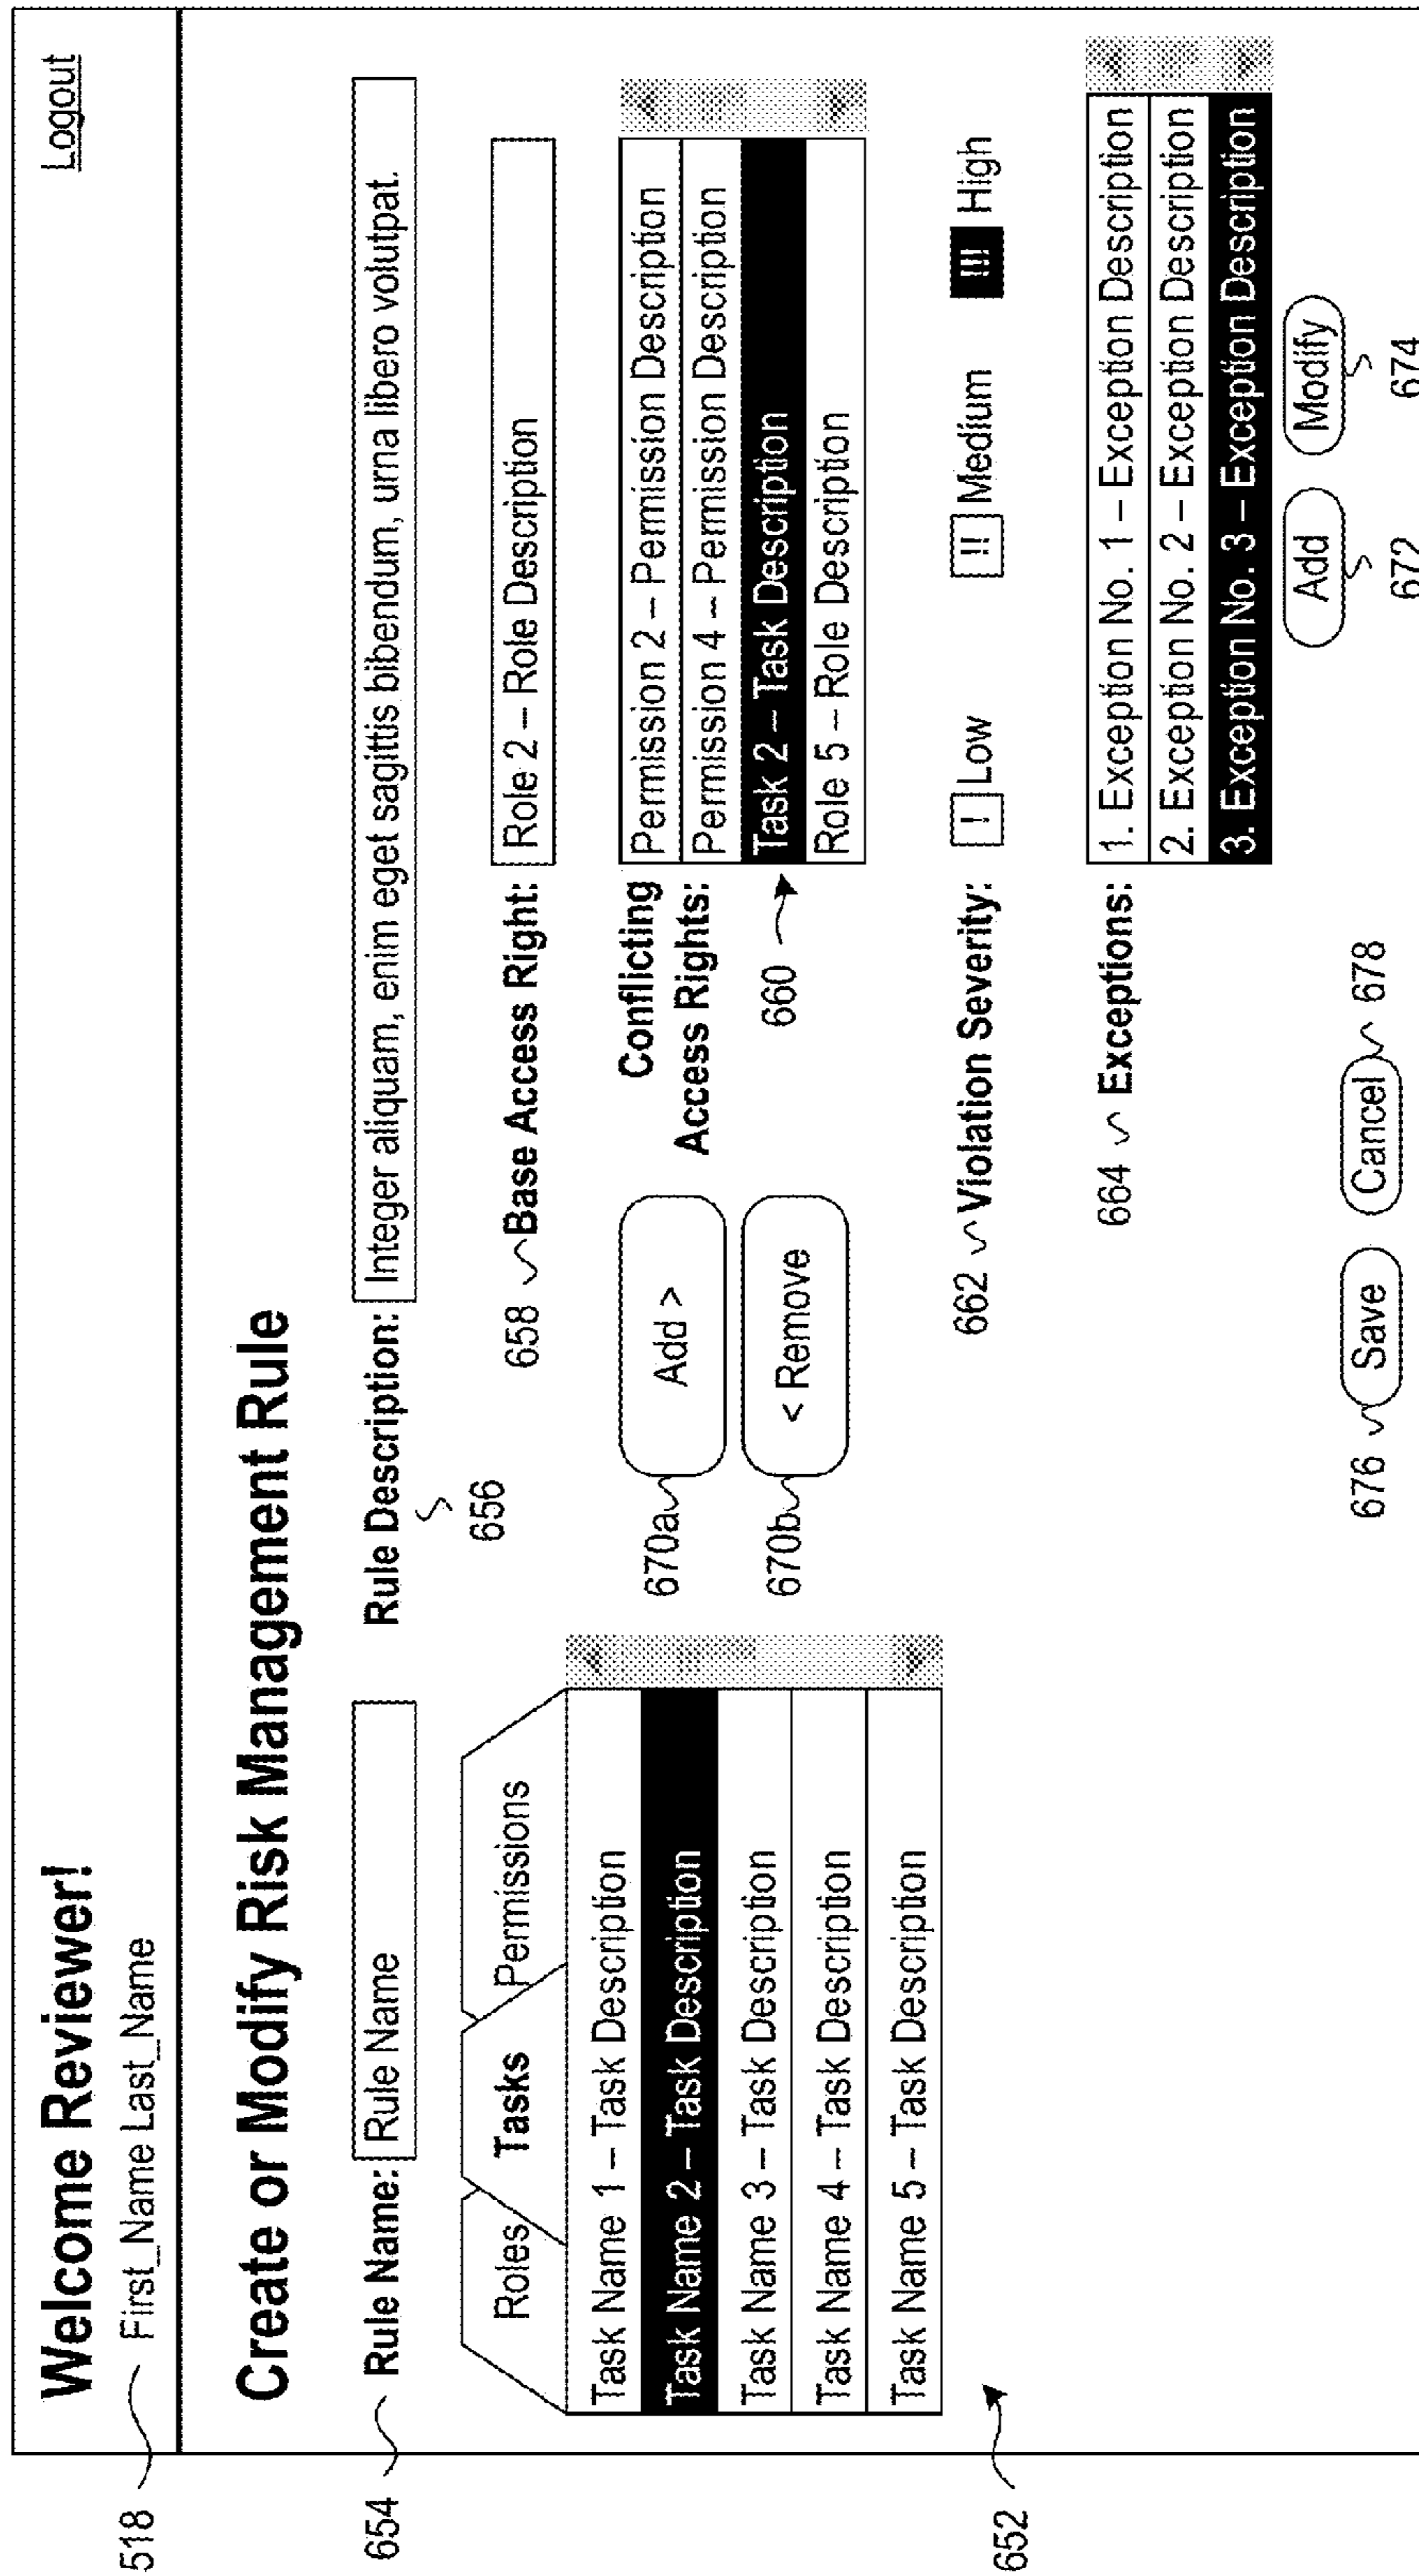 Welcome Reviewer!
Logout
518 First_Name Last_Name
Create or Modify Risk Management Rule
654 Rule Name: Rule Name
Rule Description: Integer aliquam, enim eget sagittis bibendum, urna libero volutpat.
656
Roles Tasks Permissions
Task Name 1 – Task Description
Task Name 2 – Task Description
Task Name 3 – Task Description
Task Name 4 – Task Description
Task Name 5 – Task Description
652
658 Base Access Right: Role 2 – Role Description
670a Add >
670b < Remove
Conflicting
Access Rights:
660
Permission 2 – Permission Description
Permission 4 – Permission Description
Task 2 – Task Description
Role 5 – Role Description
662 Violation Severity: ! Low !! Medium !!! High
664 Exceptions:
1. Exception No. 1 – Exception Description
2. Exception No. 2 – Exception Description
3. Exception No. 3 – Exception Description
Add Modify
672 674
676 Save Cancel 678